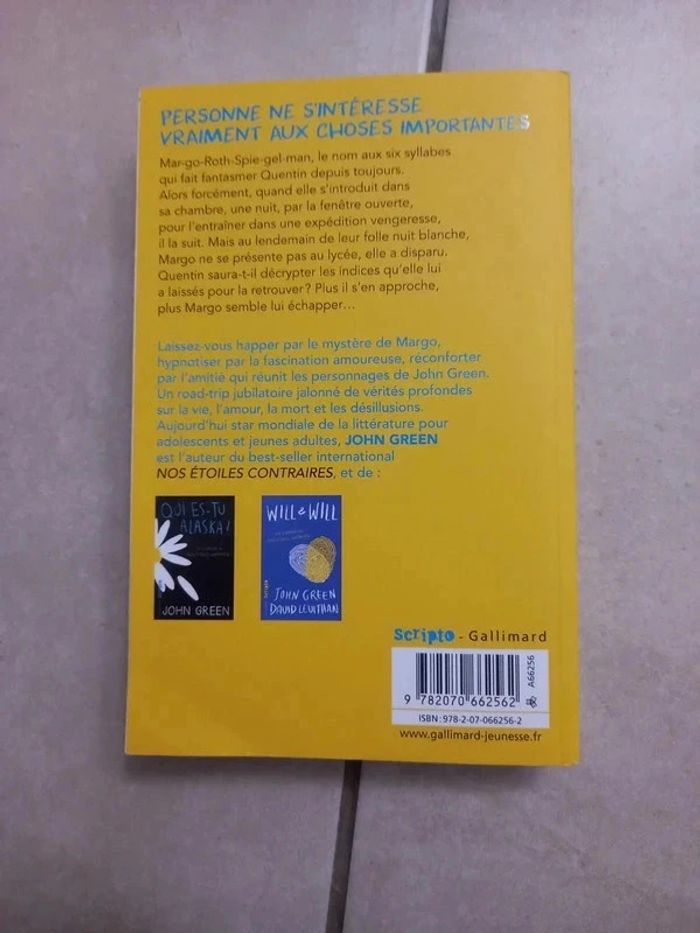 PERSONNE NE S'INTÉRESSE
VRAIMENT AUX CHOSES IMPORTANTES
Mar-go-Roth-Spie-gel-man, le nom aux six syllabes
qui fait fantasmer Quentin depuis toujours.
Alors forcément, quand elle s'introduit dans
sa chambre, une nuit, par la fenêtre ouverte,
pour l'entraîner dans une expédition vengeresse,
il la suit. Mais au lendemain de leur folle nuit blanche,
Margo ne se présente pas au lycée, elle a disparu.
Quentin saura-t-il décrypter les indices qu'elle lui
a laissés pour la retrouver ? Plus il s'en approche,
plus Margo semble lui échapper...
Laissez-vous happer par le mystère de Margo,
hypnotiser par la fascination amoureuse, réconforter
par l'amitié qui réunit les personnages de John Green.
Un road-trip jubilatoire jalonné de vérités profondes
sur la vie, l'amour, la mort et les désillusions.
Aujourd'hui star mondiale de la littérature pour
adolescents et jeunes adultes, JOHN GREEN
est l'auteur du best-seller international
NOS ÉTOILES CONTRAIRES, et de :
QUI ES-TU
ALASKA?
JOHN GREEN
WILL & WILL
JOHN GREEN
DAVID LEVITHAN
Scripto - Gallimard
A66256
9 782070 662562
ISBN : 978-2-07-066256-2
www.gallimard-jeunesse.fr